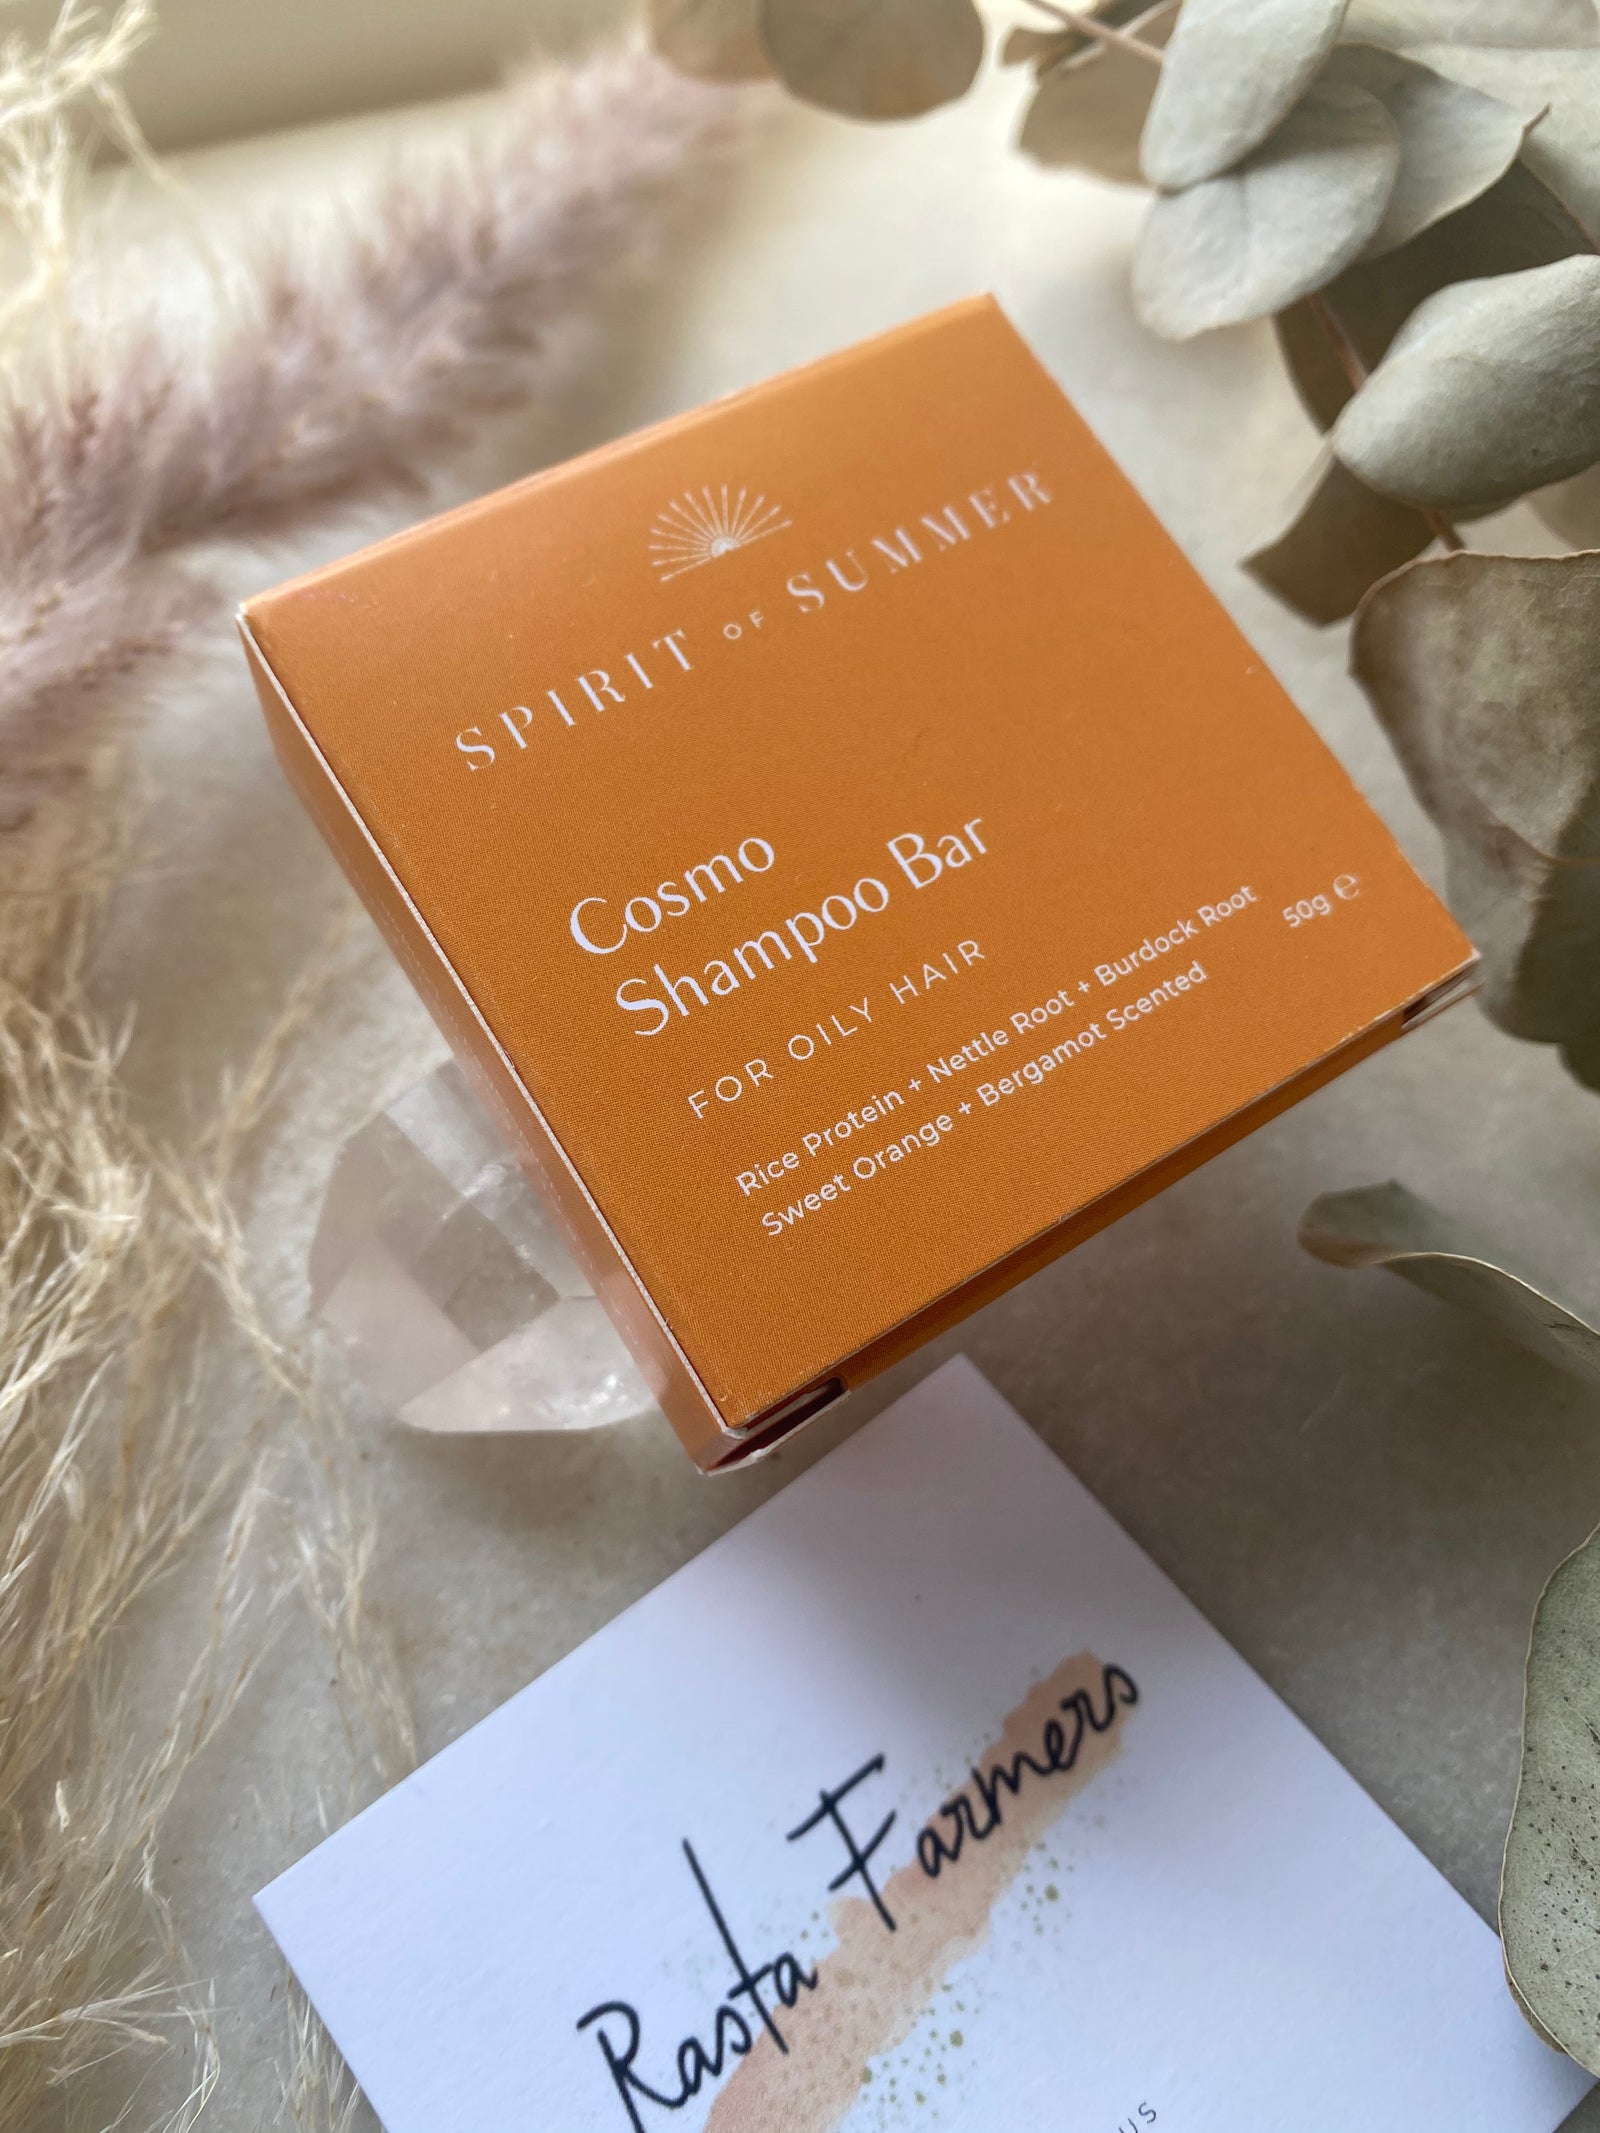 SPIRIT OF SUMMER
Cosmo
Shampoo Bar
FOR OILY HAIR
Rice Protein + Nettle Root + Burdock Root
Sweet Orange + Bergamot Scented
50g ℮
Rasta Farmers